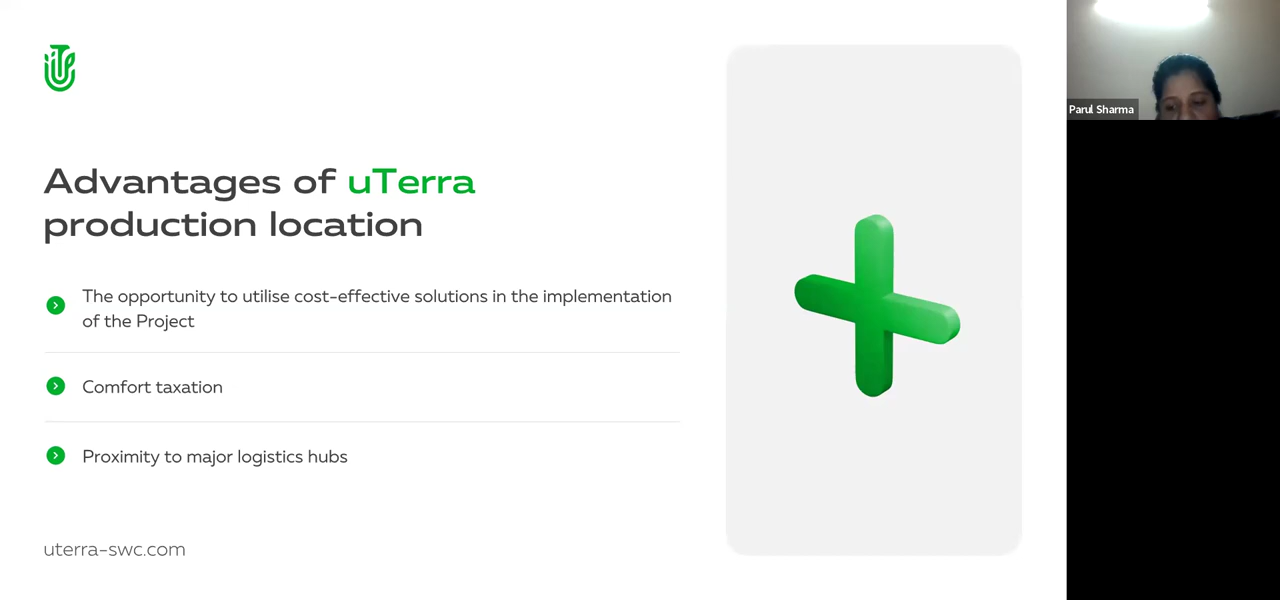 Advantages of uTerra
production location
The opportunity to utilise cost-effective solutions in the implementation
of the Project
Comfort taxation
Proximity to major logistics hubs
uterra-swc.com
Parul Sharma